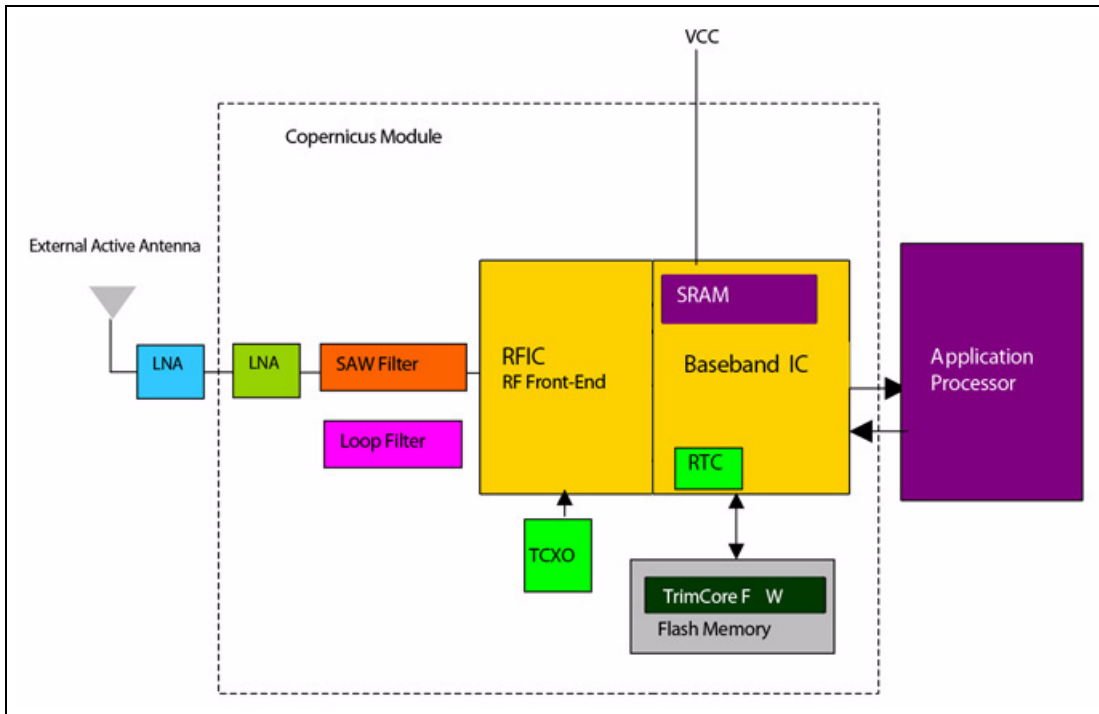 VCC
Copernicus Module
External Active Antenna
SRAM
LNA
LNA
SAW Filter
RFIC
RF Front-End
Baseband IC
Application
Processor
Loop Filter
RTC
TCXO
TrimCore F W
Flash Memory